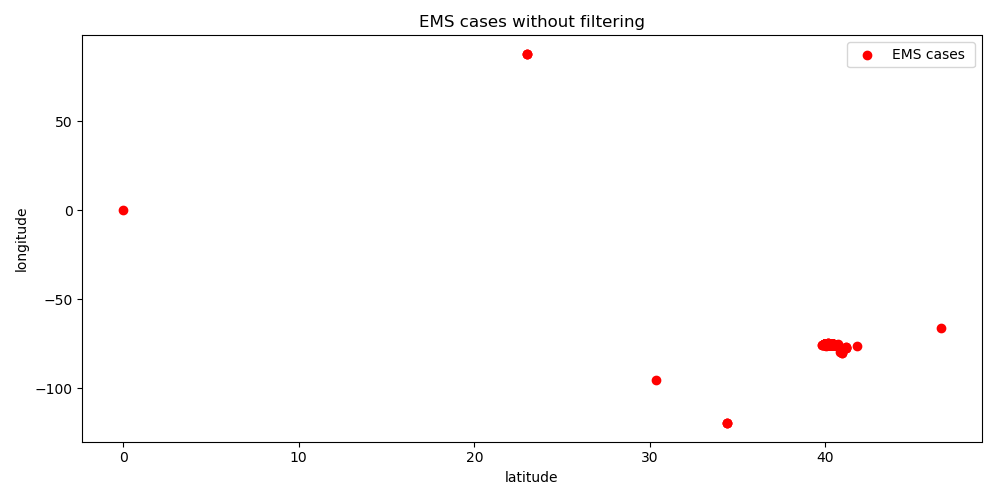 EMS cases without filtering
EMS cases
50
0
−50
−100
longitude
0
10
20
30
40
latitude